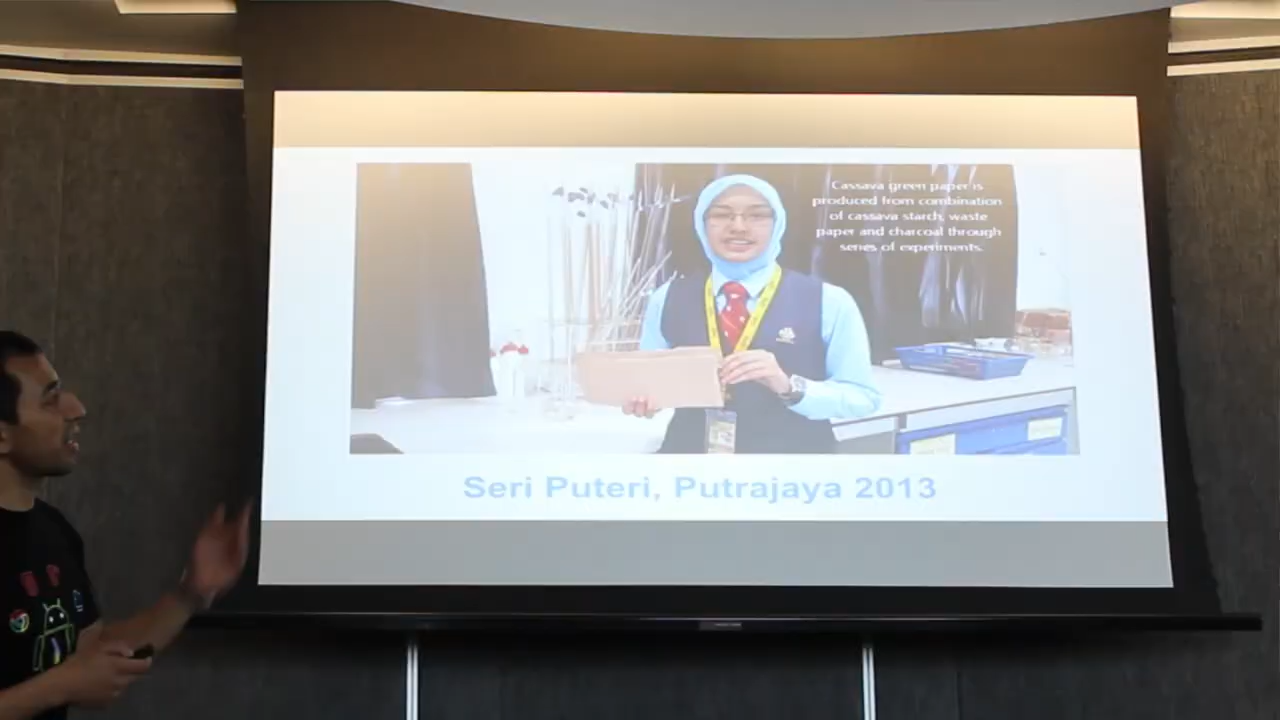 Cassava green paper is
produced from combination
of cassava starch, waste
paper and charcoal through
series of experiments.
Seri Puteri, Putrajaya 2013